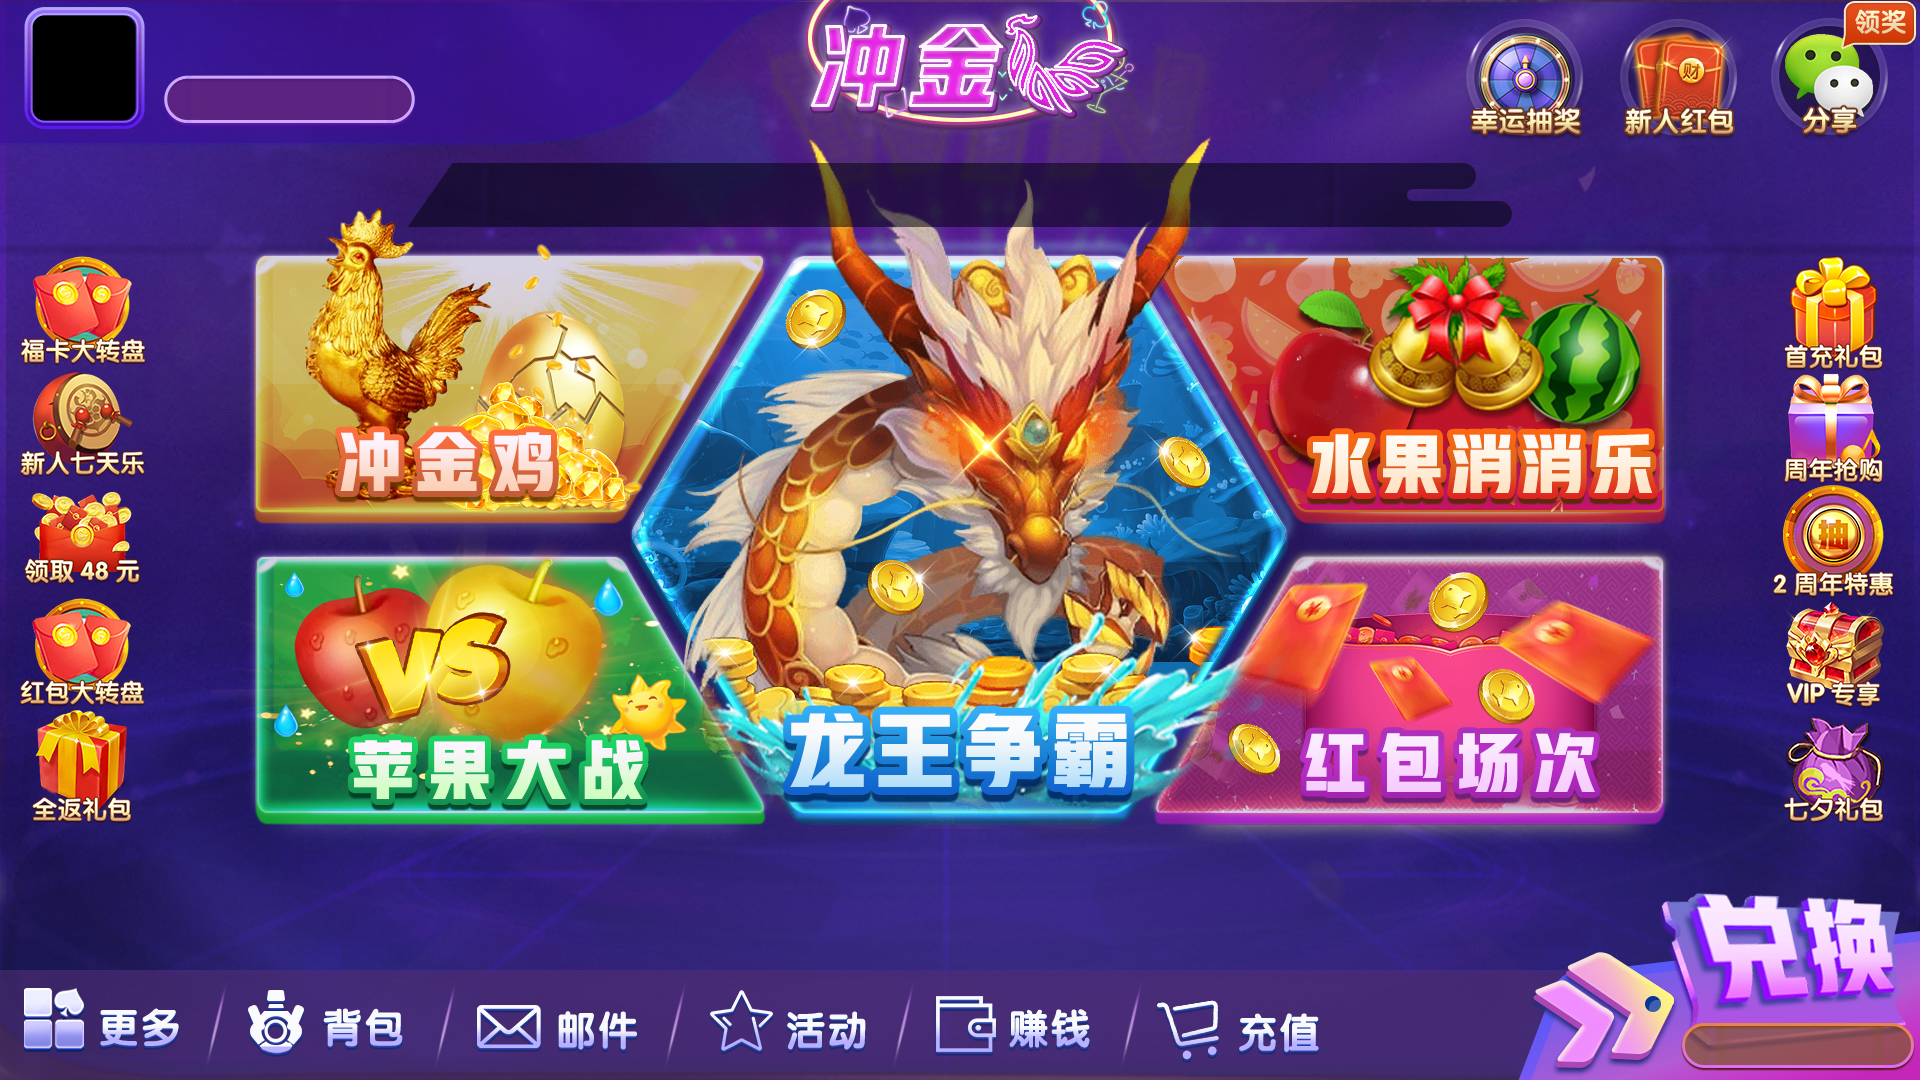 冲金
领奖
幸运抽奖
财
新人红包
分享
福卡大转盘
新人七天乐
领取 48 元
红包大转盘
全返礼包
冲金鸡
水果消消乐
VS
苹果大战
龙王争霸
红包场次
首充礼包
周年抢购
抽
2 周年特惠
VIP 专享
七夕礼包
兑换
更多
背包
邮件
活动
赚钱
充值